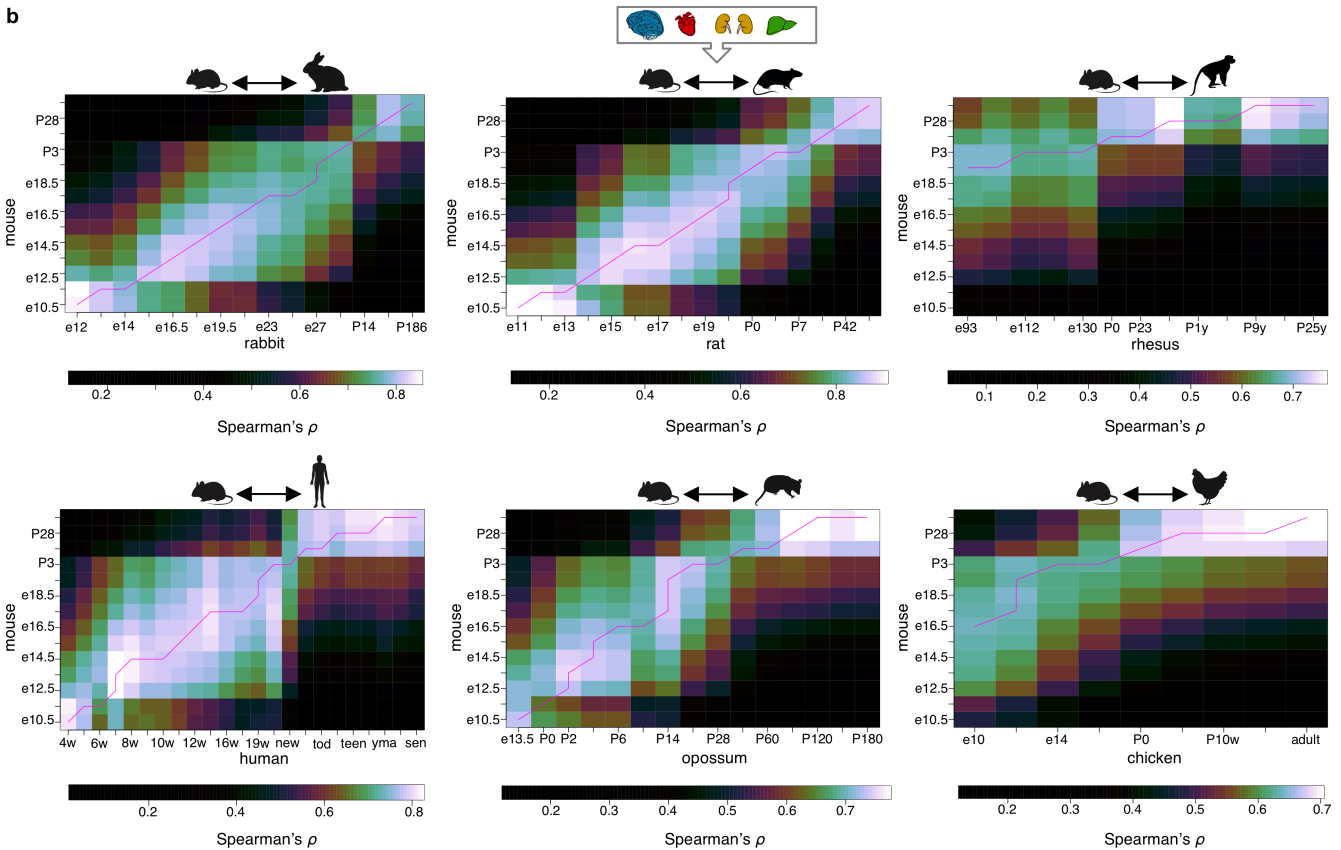 b
mouse
P28
P3
e18.5
e16.5
e14.5
e12.5
e10.5
e12 e14 e16.5 e19.5 e23 e27 P14 P186
rabbit
0.2 0.4 0.6 0.8
Spearman's ρ
mouse
P28
P3
e18.5
e16.5
e14.5
e12.5
e10.5
e11 e13 e15 e17 e19 P0 P7 P42
rat
0.2 0.4 0.6 0.8
Spearman's ρ
mouse
P28
P3
e18.5
e16.5
e14.5
e12.5
e10.5
e93 e112 e130 P0 P23 P1y P9y P25y
rhesus
0.1 0.2 0.3 0.4 0.5 0.6 0.7
Spearman's ρ
mouse
P28
P3
e18.5
e16.5
e14.5
e12.5
e10.5
4w 6w 8w 10w 12w 16w 19w new tod teen yma sen
human
0.2 0.4 0.6 0.8
Spearman's ρ
mouse
P28
P3
e18.5
e16.5
e14.5
e12.5
e10.5
e13.5 P0 P2 P6 P14 P28 P60 P120 P180
opossum
0.2 0.3 0.4 0.5 0.6 0.7
Spearman's ρ
mouse
P28
P3
e18.5
e16.5
e14.5
e12.5
e10.5
e10 e14 P0 P10w adult
chicken
0.2 0.3 0.4 0.5 0.6 0.7
Spearman's ρ